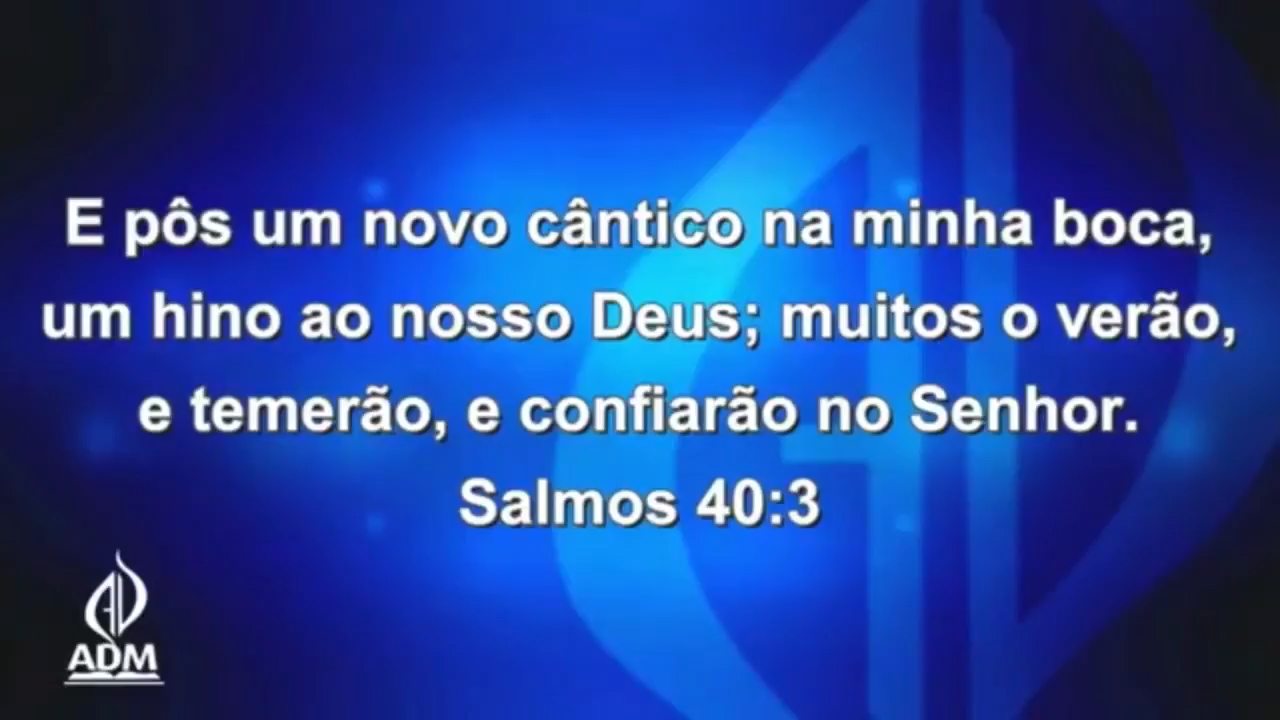 E pôs um novo cântico na minha boca,
um hino ao nosso Deus; muitos o verão,
e temerão, e confiarão no Senhor.
Salmos 40:3
ADM